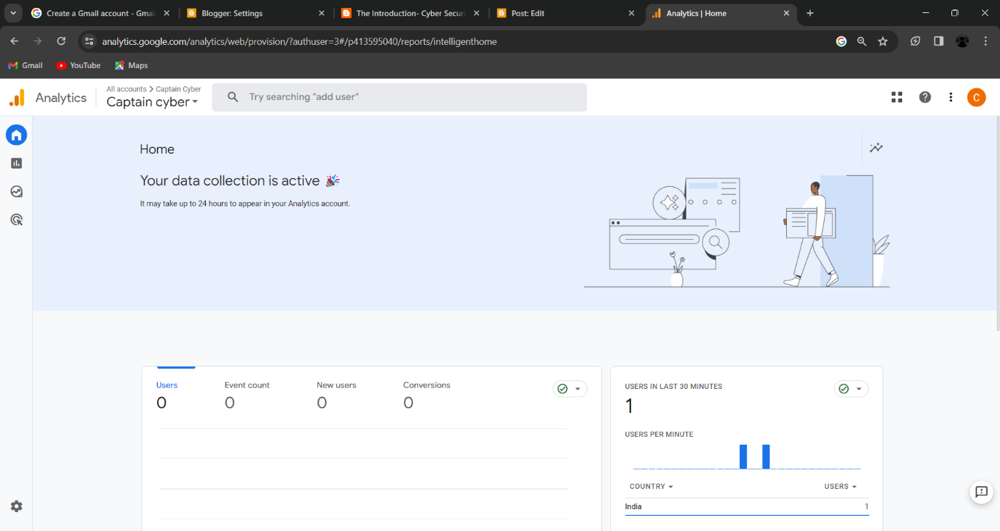 Create a Gmail account - Gmai
Blogger: Settings
The Introduction- Cyber Securi
Post: Edit
Analytics | Home
analytics.google.com/analytics/web/provision/?authuser=3#/p413595040/reports/intelligenthome
Gmail
YouTube
Maps
Analytics
All accounts > Captain Cyber
Captain cyber
Try searching "add user"
C
Home
Your data collection is active 🎉
It may take up to 24 hours to appear in your Analytics account.
Users
0
Event count
0
New users
0
Conversions
0
USERS IN LAST 30 MINUTES
1
USERS PER MINUTE
COUNTRY
USERS
India
1